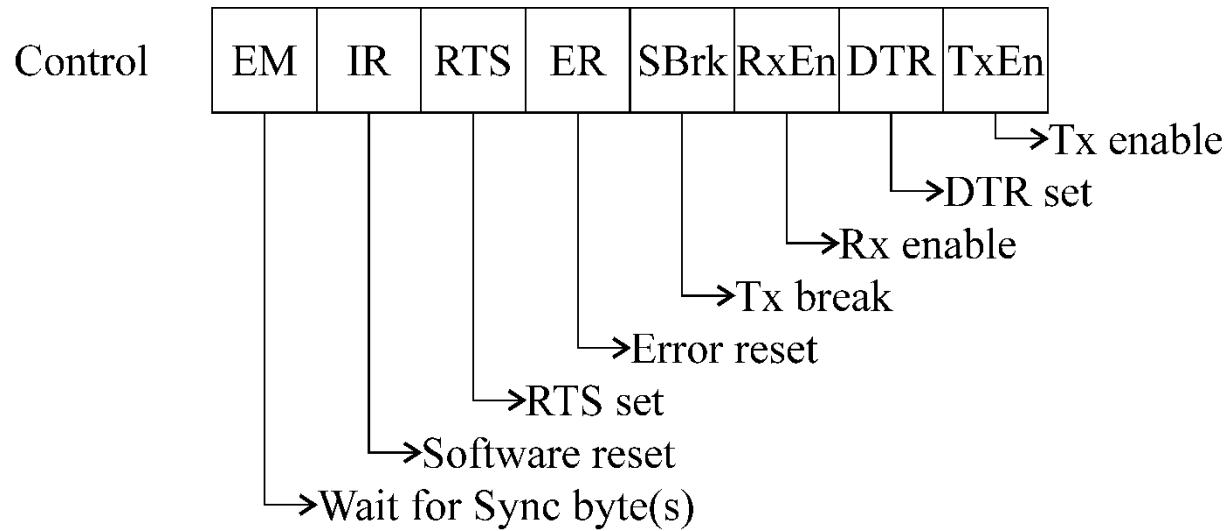 Control EM IR RTS ER SBrk RxEn DTR TxEn
Tx enable
DTR set
Rx enable
Tx break
Error reset
RTS set
Software reset
Wait for Sync byte(s)